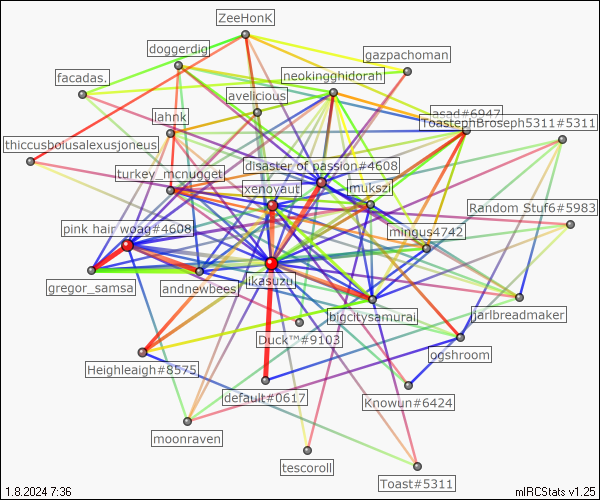 ZeeHonK
doggerdig
gazpachoman
neokingghidorah
facadas.
avelicious
asad#6947
lahnk
ToastephBroseph5311#5311
thiccusbolusalexusjoneus
disaster of passion#4608
turkey_mcnugget
xenoyaut
mukszi
Random Stuf6#5983
pink hair woag#4608
mingus4742
ikasuzu
gregor_samsa
andnewbees
jarlbreadmaker
bigcitysamurai
Duck™#9103
ogshroom
Heighleaigh#8575
default#0617
Knowun#6424
moonraven
tescoroll
Toast#5311
1.8.2024 7:36
mIRCStats v1.25